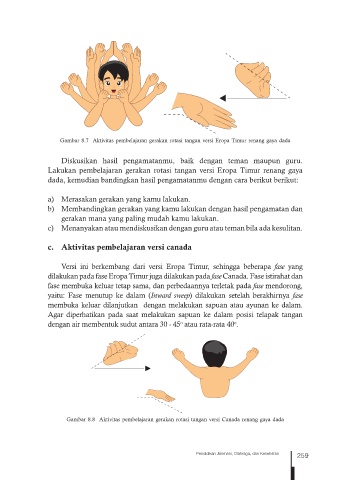 Gambar 8.7 Aktivitas pembelajaran gerakan rotasi tangan versi Eropa Timur renang gaya dada
Diskusikan hasil pengamatanmu, baik dengan teman maupun guru.
Lakukan pembelajaran gerakan rotasi tangan versi Eropa Timur renang gaya
dada, kemudian bandingkan hasil pengamatanmu dengan cara berikut berikut:
a) Merasakan gerakan yang kamu lakukan.
b) Membandingkan gerakan yang kamu lakukan dengan hasil pengamatan dan
gerakan mana yang paling mudah kamu lakukan.
c) Menanyakan atau mendiskusikan dengan guru atau teman bila ada kesulitan.
c. Aktivitas pembelajaran versi canada
Versi ini berkembang dari versi Eropa Timur, sehingga beberapa fase yang
dilakukan pada fase Eropa Timur juga dilakukan pada fase Canada. Fase istirahat dan
fase membuka keluar tetap sama, dan perbedaannya terletak pada fase mendorong,
yaitu: Fase menutup ke dalam (Inward sweep) dilakukan setelah berakhirnya fase
membuka keluar dilanjutkan dengan melakukan sapuan atau ayunan ke dalam.
Agar diperhatikan pada saat melakukan sapuan ke dalam posisi telapak tangan
dengan air membentuk sudut antara 30 - 45⁰ atau rata-rata 40⁰.
Gambar 8.8 Aktivitas pembelajaran gerakan rotasi tangan versi Canada renang gaya dada
Pendidikan Jasmani, Olahraga, dan Kesehatan 259